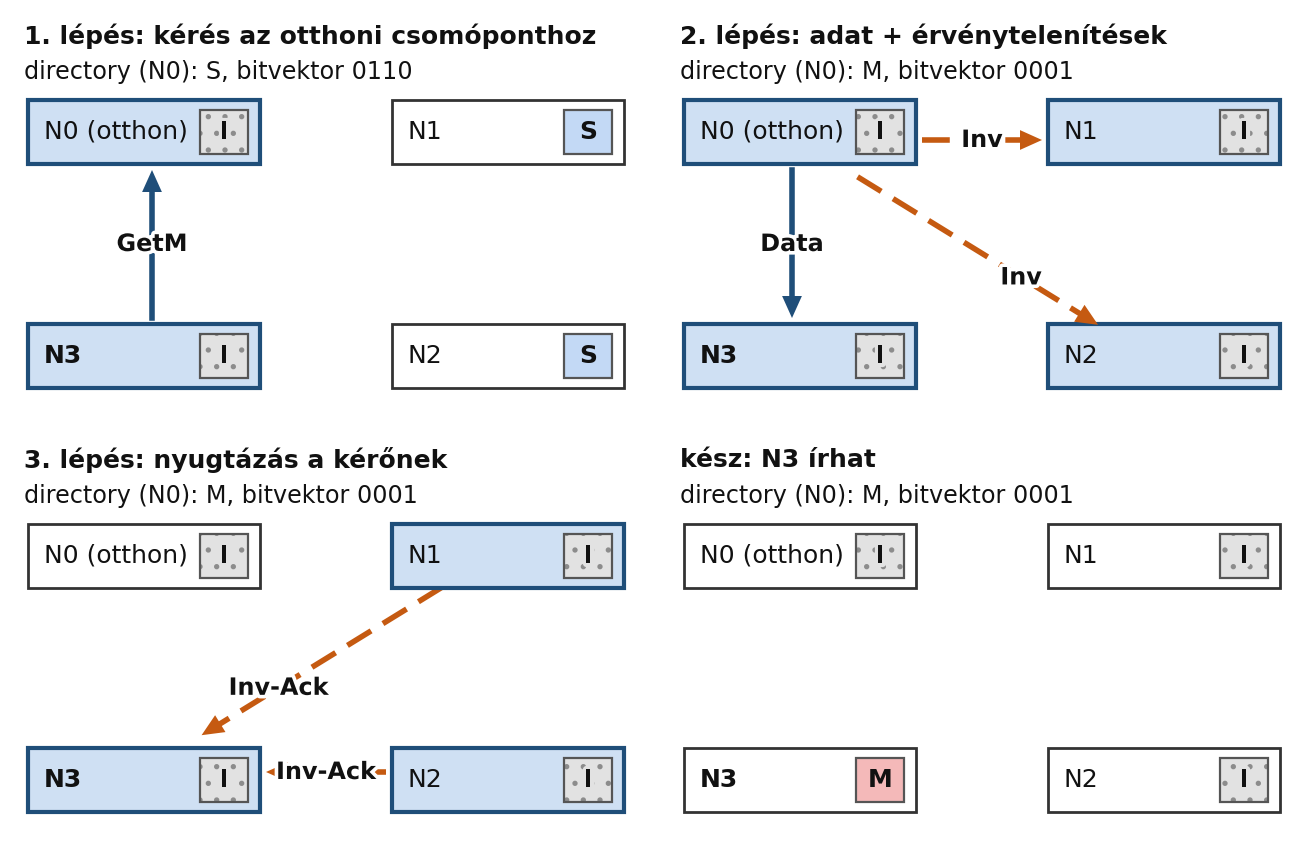 1. lépés: kérés az otthoni csomóponthoz
directory (N0): S, bitvektor 0110
N0 (otthon) I
N1 S
GetM
N3 I
N2 S
2. lépés: adat + érvénytelenítések
directory (N0): M, bitvektor 0001
N0 (otthon) I
Inv
N1 I
Data
Inv
N3 I
N2 I
3. lépés: nyugtázás a kérőnek
directory (N0): M, bitvektor 0001
N0 (otthon) I
N1 I
Inv-Ack
N3 I
Inv-Ack
N2 I
kész: N3 írhat
directory (N0): M, bitvektor 0001
N0 (otthon) I
N1 I
N3 M
N2 I